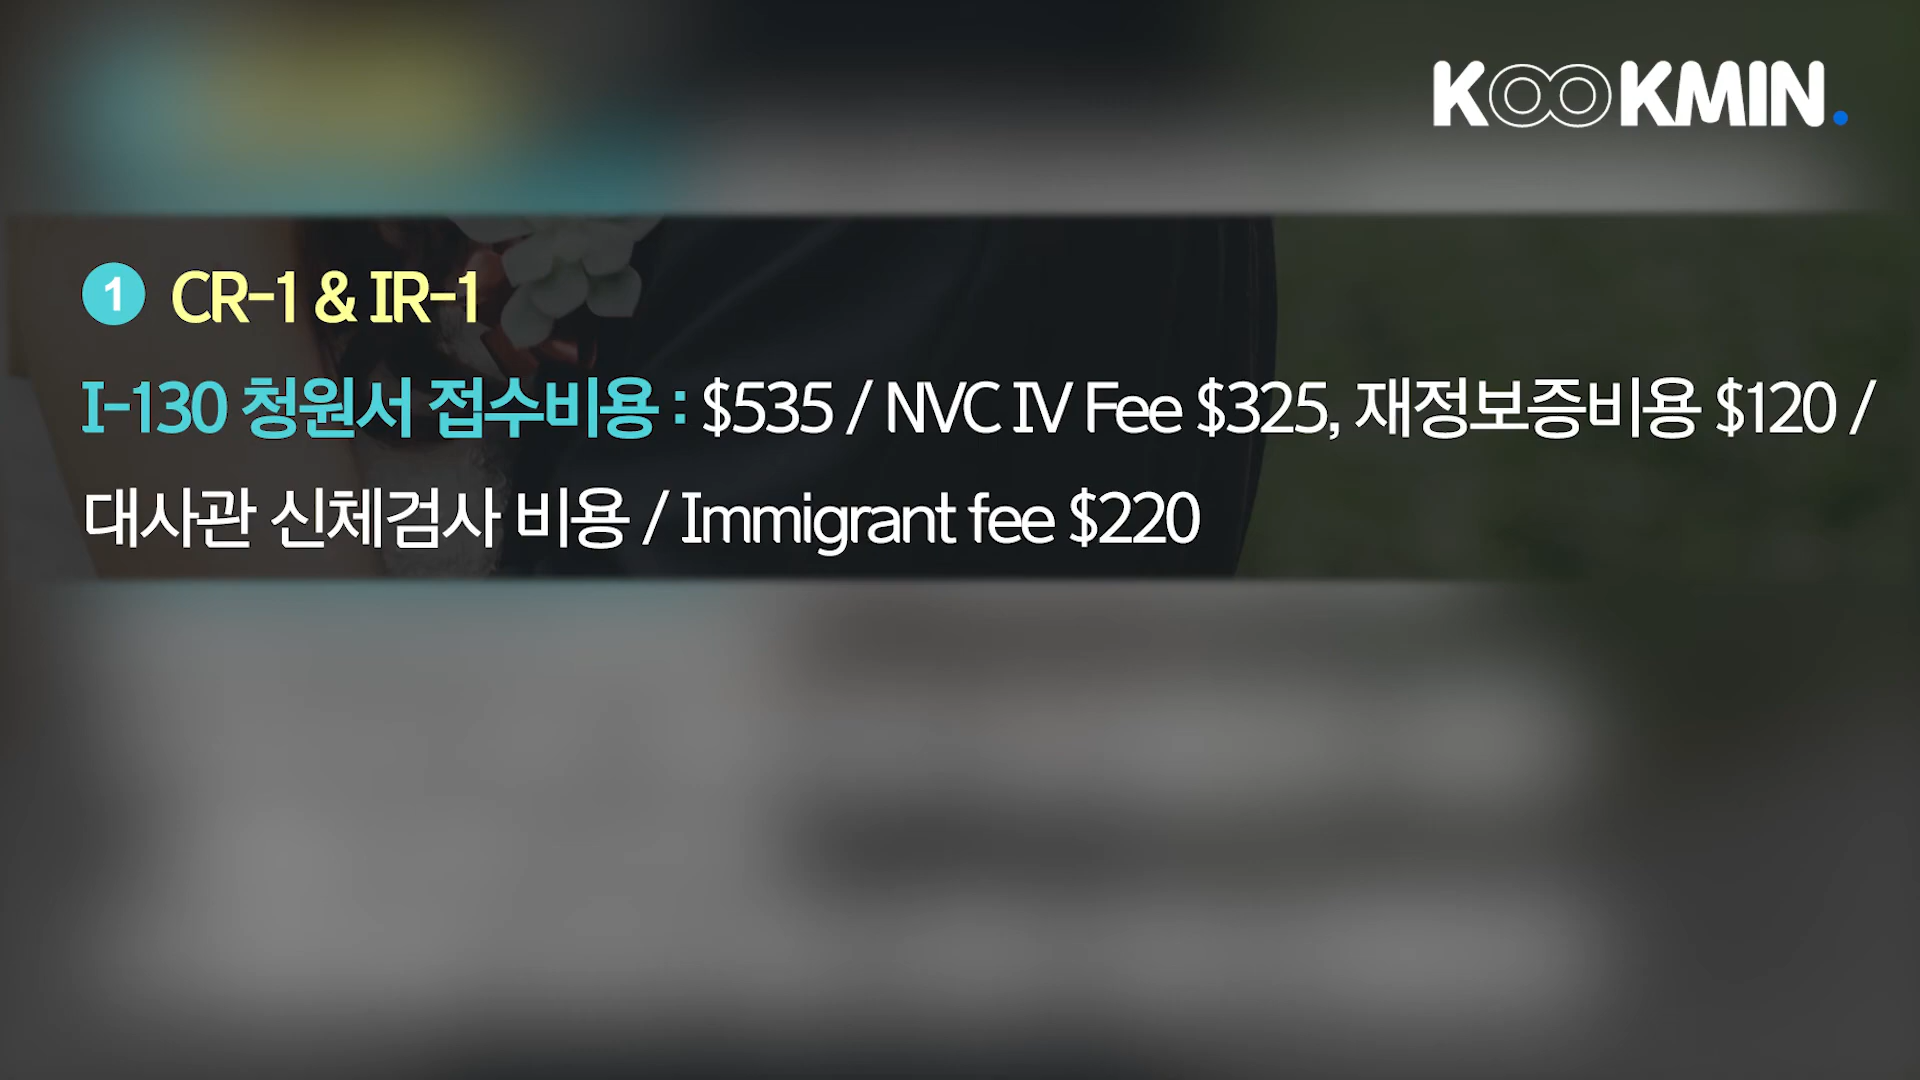 KOOKMIN.
1 CR-1 & IR-1
I-130 청원서 접수비용 : $535 / NVC IV Fee $325, 재정보증비용 $120 /
대사관 신체검사 비용 / Immigrant fee $220